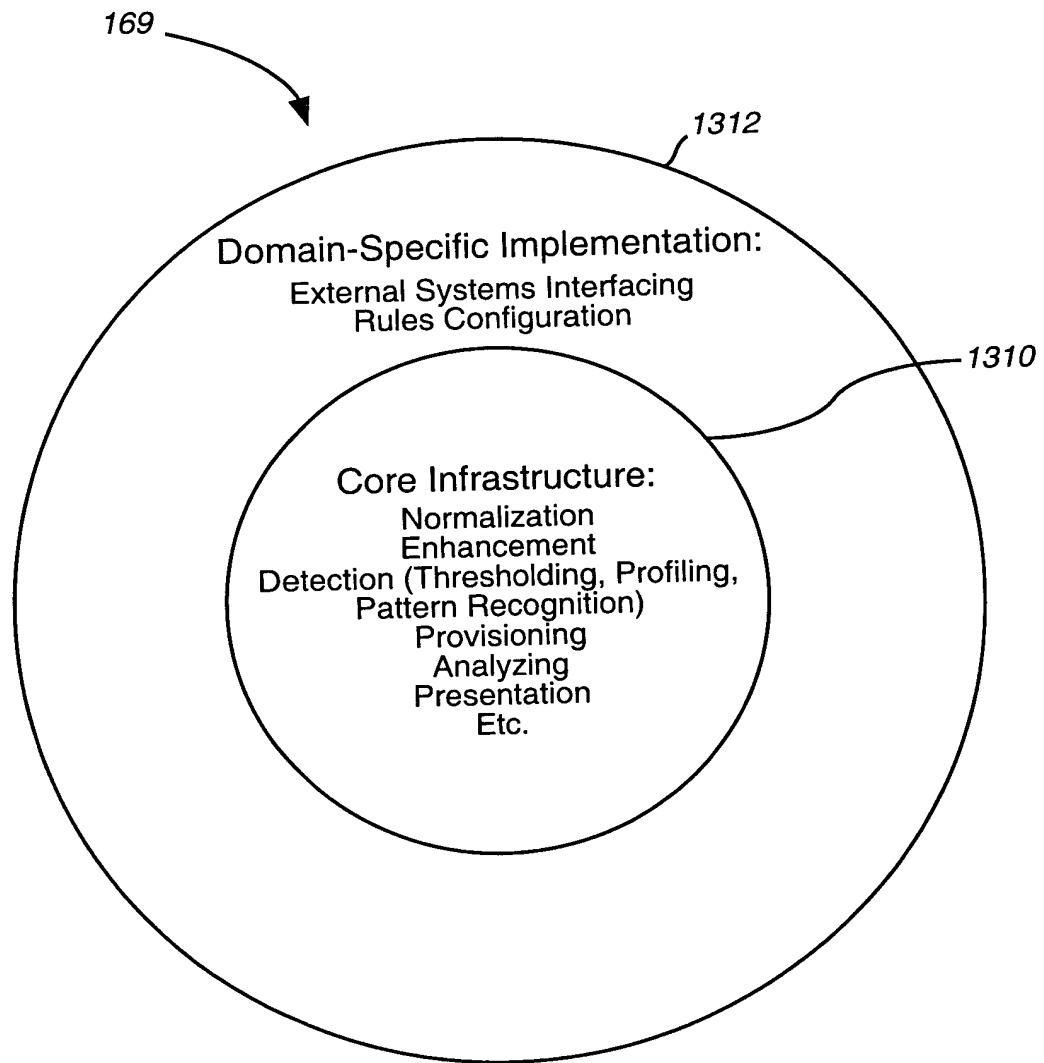 169
1312
Domain-Specific Implementation:
External Systems Interfacing
Rules Configuration
1310
Core Infrastructure:
Normalization
Enhancement
Detection (Thresholding, Profiling,
Pattern Recognition)
Provisioning
Analyzing
Presentation
Etc.